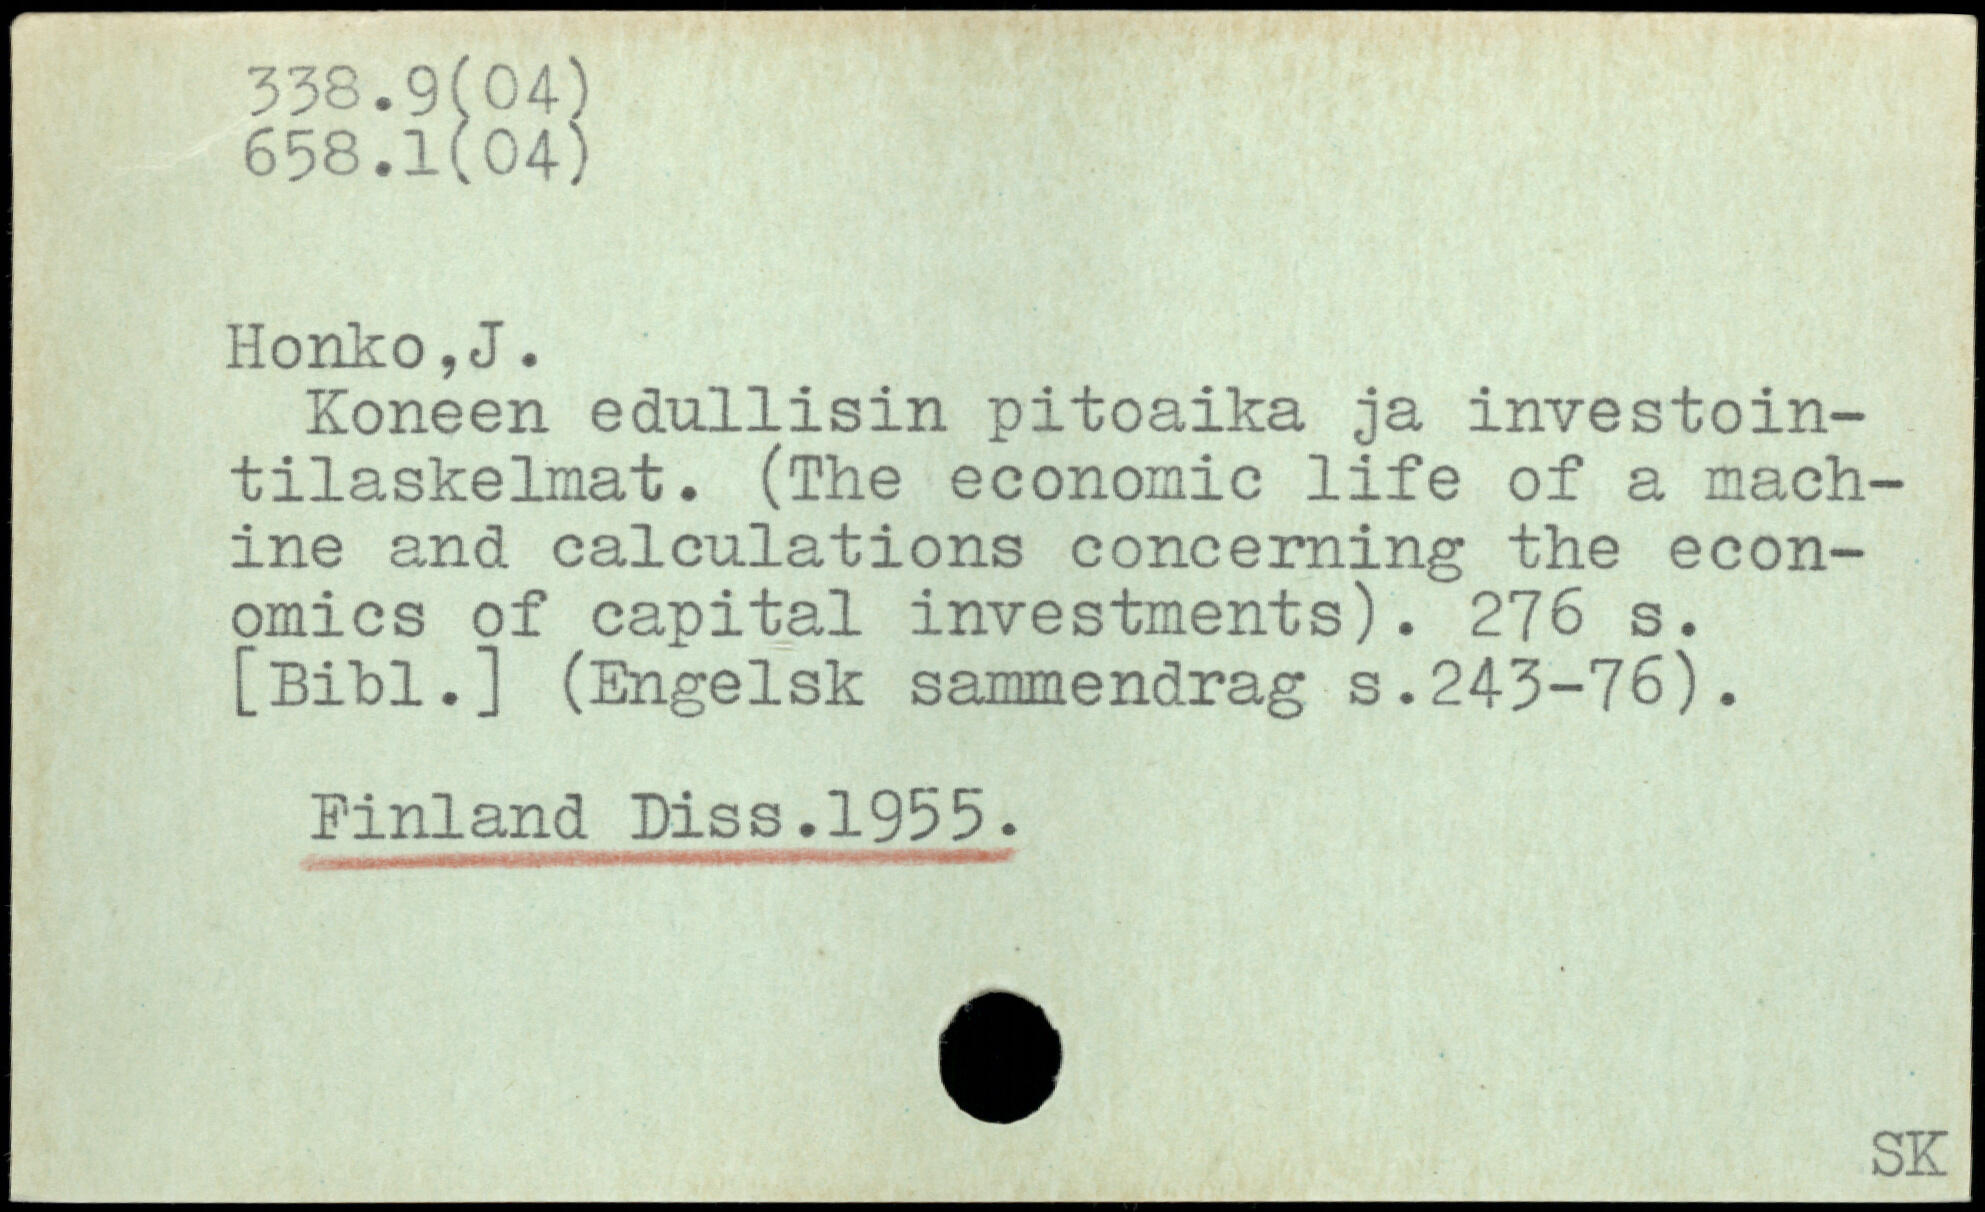 338.9(04)
658.1(04)
Honko,J.
Koneen edullisin pitoaika ja investoin-
tilaskelmat. (The economic life of a mach-
ine and calculations concerning the econ-
omics of capital investments). 276 s.
[Bibl.] (Engelsk sammendrag s.243-76).
Finland Diss.1955.
SK